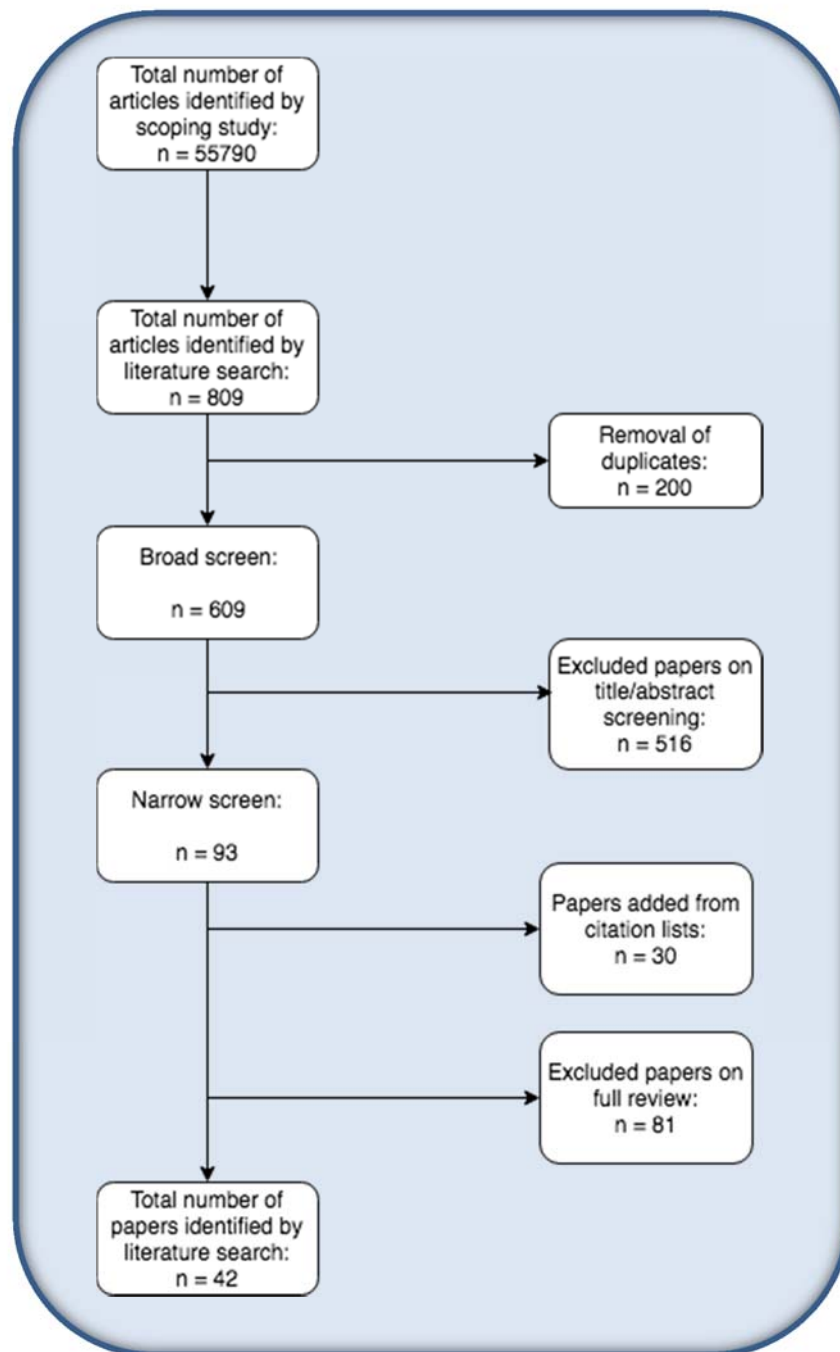 Total number of
articles identified by
scoping study:
n = 55790
Total number of
articles identified by
literature search:
n = 809
Removal of
duplicates:
n = 200
Broad screen:
n = 609
Excluded papers on
title/abstract
screening:
n = 516
Narrow screen:
n = 93
Papers added from
citation lists:
n = 30
Excluded papers on
full review:
n = 81
Total number of
papers identified by
literature search:
n = 42